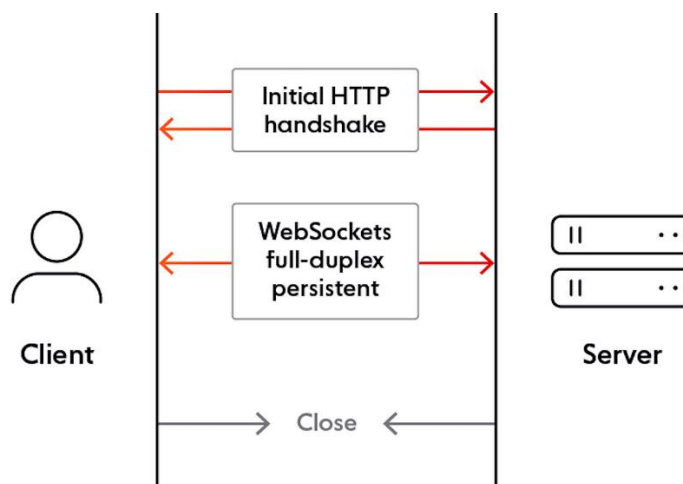 Initial HTTP
handshake
WebSockets
full-duplex
persistent
Client
Server
Close